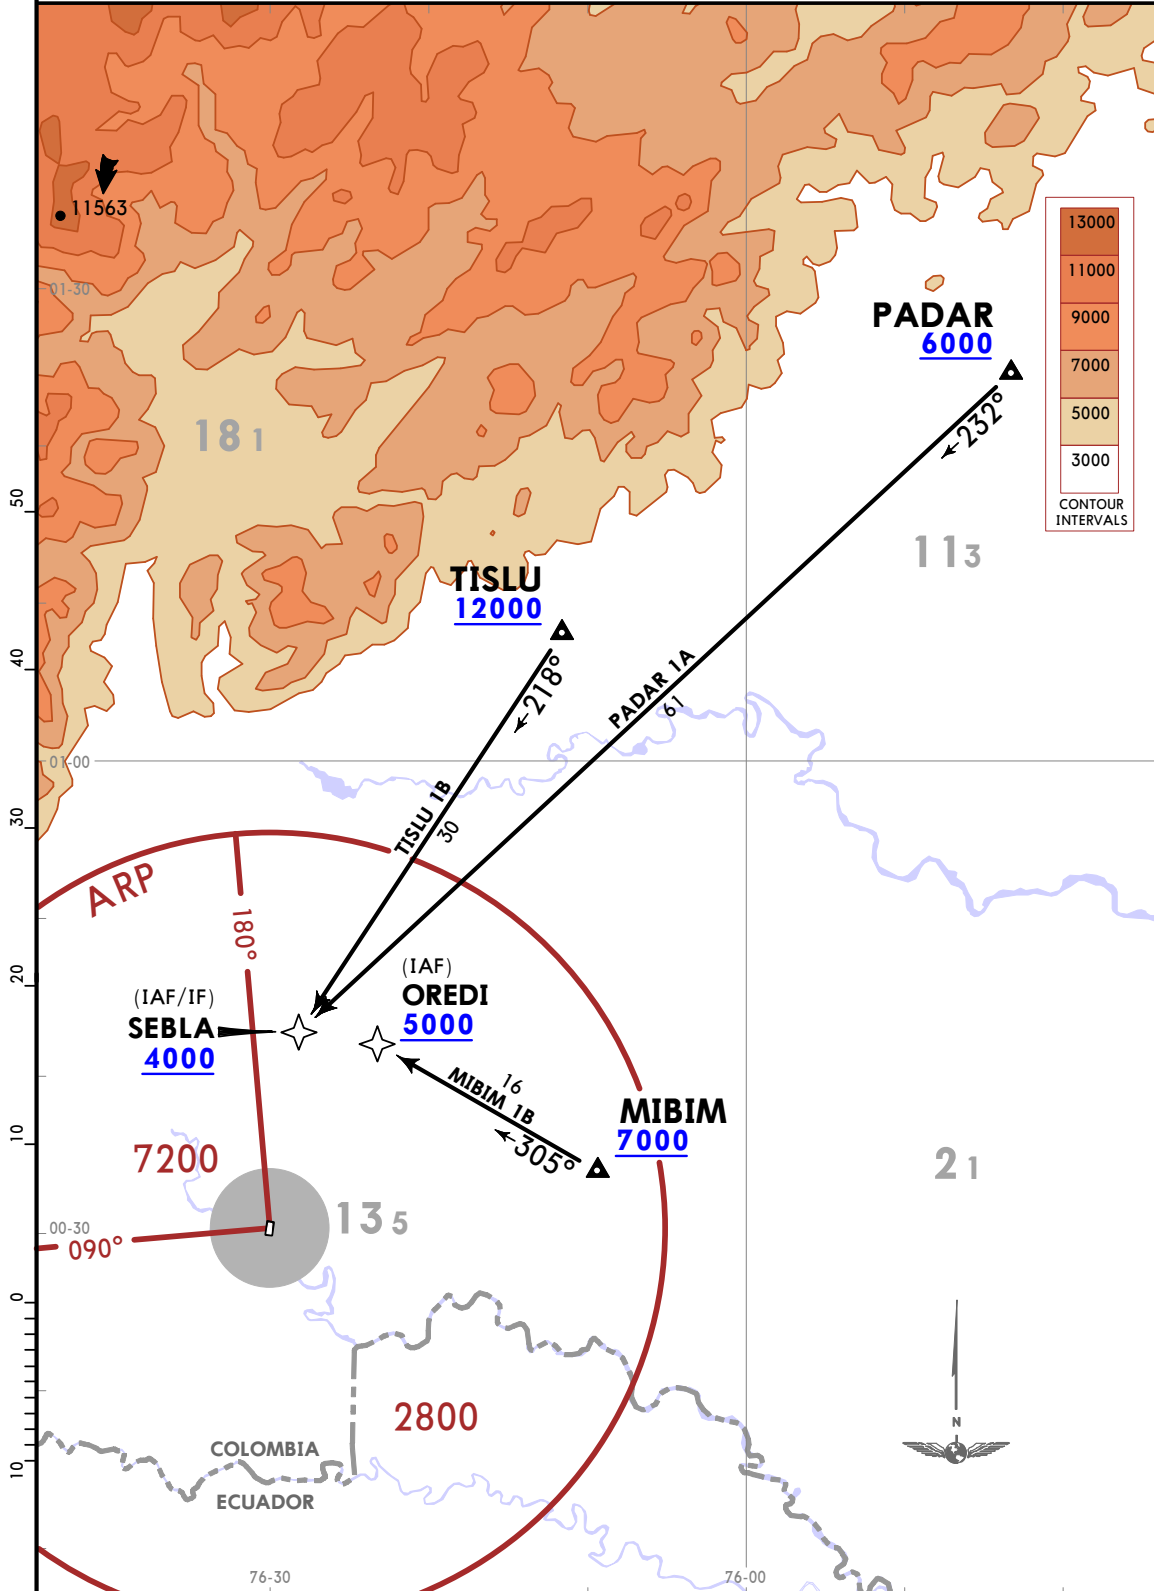 11563
01-30
13000
11000
9000
7000
5000
3000
CONTOUR
INTERVALS
PADAR
6000
232°
18 1
11 3
50
TISLU
12000
218°
PADAR 1A
61
40
01-00
TISLU 1B
30
30
ARP
180°
20
(IAF)
OREDI
5000
(IAF/IF)
SEBLA
4000
16
MIBIM 1B
305°
MIBIM
7000
10
7200
2 1
13 5
00-30
090°
0
2800
N
COLOMBIA
ECUADOR
10
76-30
76-00